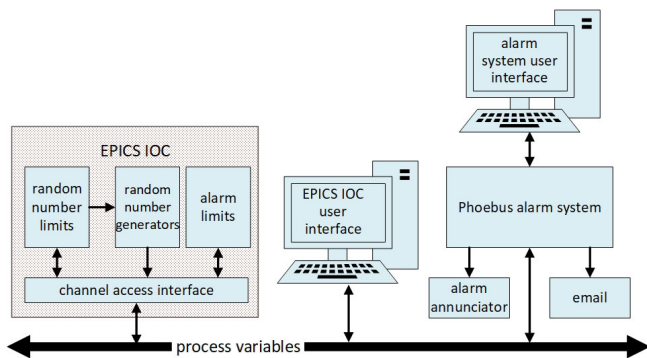 alarm
system user
interface
EPICS IOC
random
number
limits
random
number
generators
alarm
limits
channel access interface
EPICS IOC
user
interface
Phoebus alarm system
alarm
annunciator
email
process variables